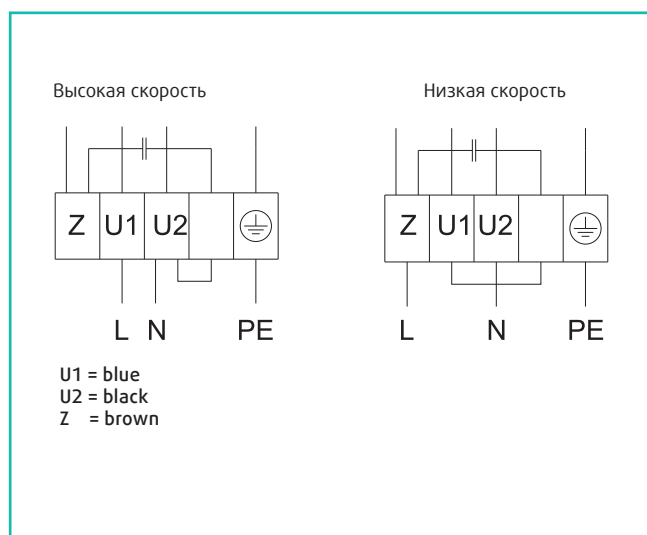 Высокая скорость
Z U1 U2
L N PE
U1 = blue
U2 = black
Z = brown
Низкая скорость
Z U1 U2
L N PE